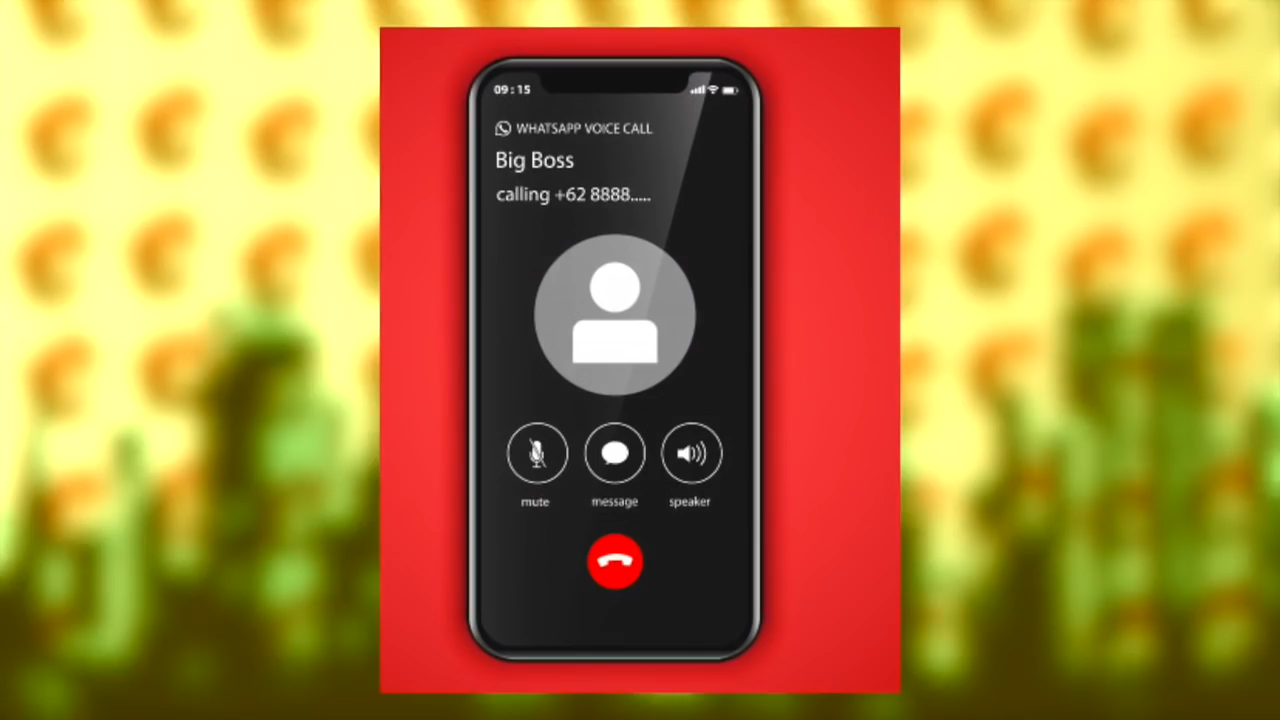 09:15
WHATSAPP VOICE CALL
Big Boss
calling +62 8888.....
mute message speaker